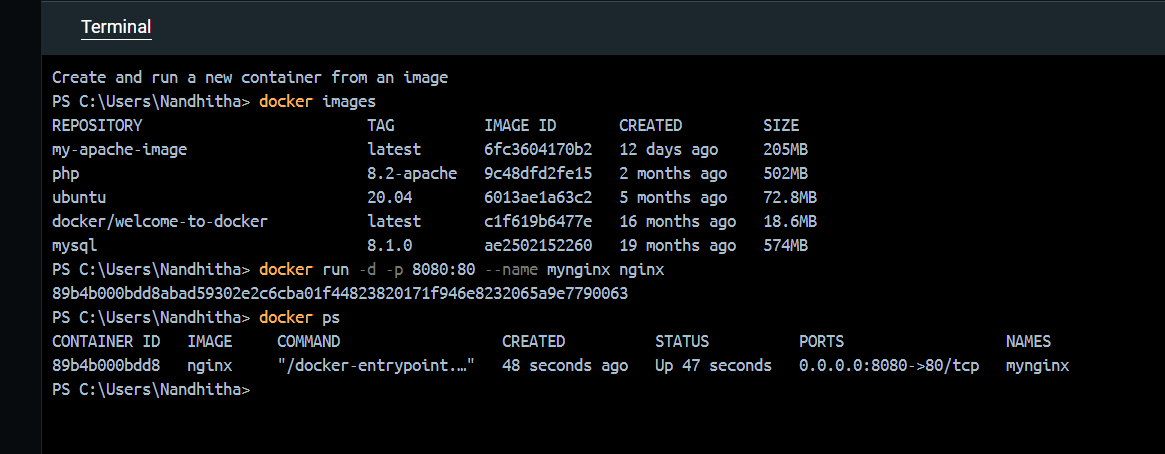 Terminal
Create and run a new container from an image
PS C:\Users\Nandhitha> docker images
REPOSITORY TAG IMAGE ID CREATED SIZE
my-apache-image latest 6fc3604170b2 12 days ago 205MB
php 8.2-apache 9c48dfd2fe15 2 months ago 502MB
ubuntu 20.04 6013ae1a63c2 5 months ago 72.8MB
docker/welcome-to-docker latest c1f619b6477e 16 months ago 18.6MB
mysql 8.1.0 ae2502152260 19 months ago 574MB
PS C:\Users\Nandhitha> docker run -d -p 8080:80 --name mynginx nginx
89b4b000bdd8abad59302e2c6cba01f44823820171f946e8232065a9e7790063
PS C:\Users\Nandhitha> docker ps
CONTAINER ID IMAGE COMMAND CREATED STATUS PORTS NAMES
89b4b000bdd8 nginx "/docker-entrypoint.…" 48 seconds ago Up 47 seconds 0.0.0.0:8080->80/tcp mynginx
PS C:\Users\Nandhitha>